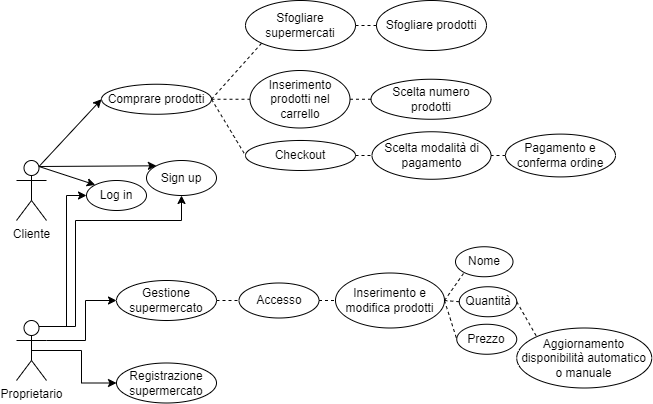 Sfogliare
supermercati
Sfogliare prodotti
Comprare prodotti
Inserimento
prodotti nel
carrello
Scelta numero
prodotti
Checkout
Scelta modalità di
pagamento
Pagamento e
conferma ordine
Sign up
Log in
Cliente
Nome
Gestione
supermercato
Accesso
Inserimento e
modifica prodotti
Quantità
Prezzo
Aggiornamento
disponibilità automatico
o manuale
Proprietario
Registrazione
supermercato